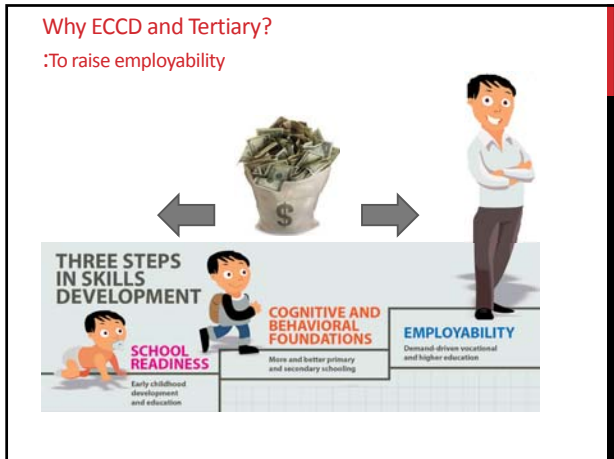 Why ECCD and Tertiary?
:To raise employability
$
THREE STEPS
IN SKILLS
DEVELOPMENT
SCHOOL
READINESS
Early childhood
development
and education
COGNITIVE AND
BEHAVIORAL
FOUNDATIONS
More and better primary
and secondary schooling
EMPLOYABILITY
Demand-driven vocational
and higher education